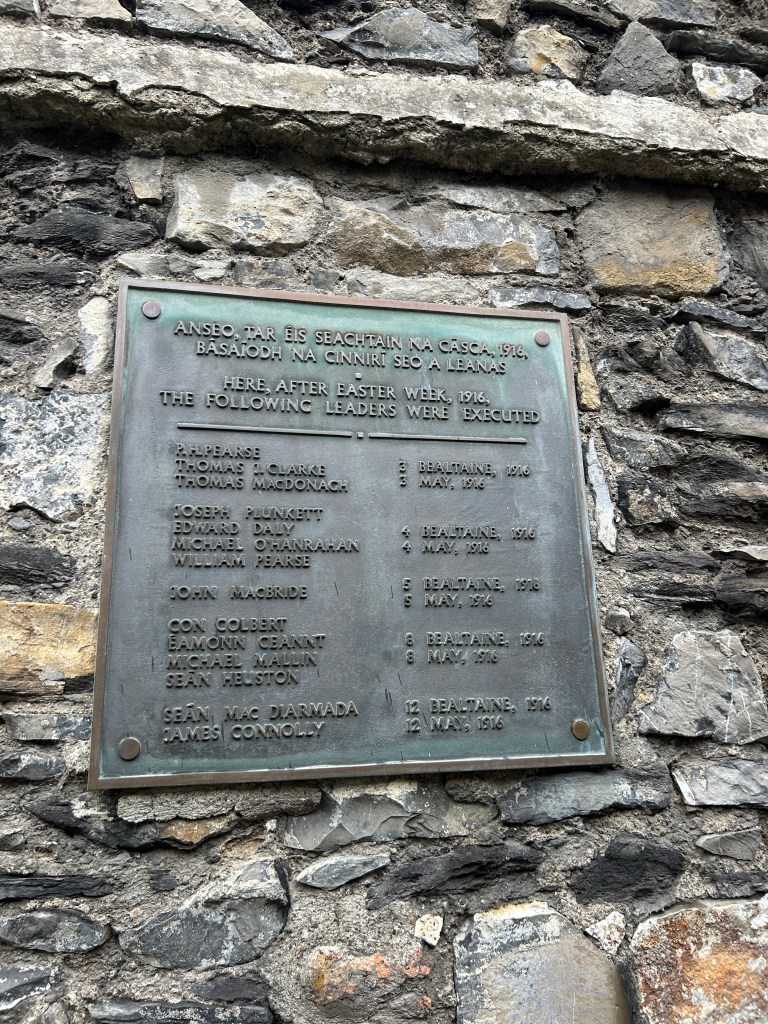 ANSEO, TAR ÉIS SEACHTAIN NA CÁSCA, 1916,
BÁSAÍODH NA CINNIRÍ SEO A LEANAS
HERE, AFTER EASTER WEEK, 1916,
THE FOLLOWING LEADERS WERE EXECUTED
P.H.PEARSE
THOMAS J.CLARKE 3 BEALTAINE, 1916
THOMAS MACDONAGH 3 MAY, 1916
JOSEPH PLUNKETT
EDWARD DALY 4 BEALTAINE, 1916
MICHAEL O'HANRAHAN 4 MAY, 1916
WILLIAM PEARSE
JOHN MACBRIDE 5 BEALTAINE, 1916
5 MAY, 1916
CON COLBERT
ÉAMONN CEANNT 8 BEALTAINE, 1916
MICHAEL MALLIN 8 MAY, 1916
SEÁN HEUSTON
SEÁN MAC DIARMADA 12 BEALTAINE, 1916
JAMES CONNOLLY 12 MAY, 1916